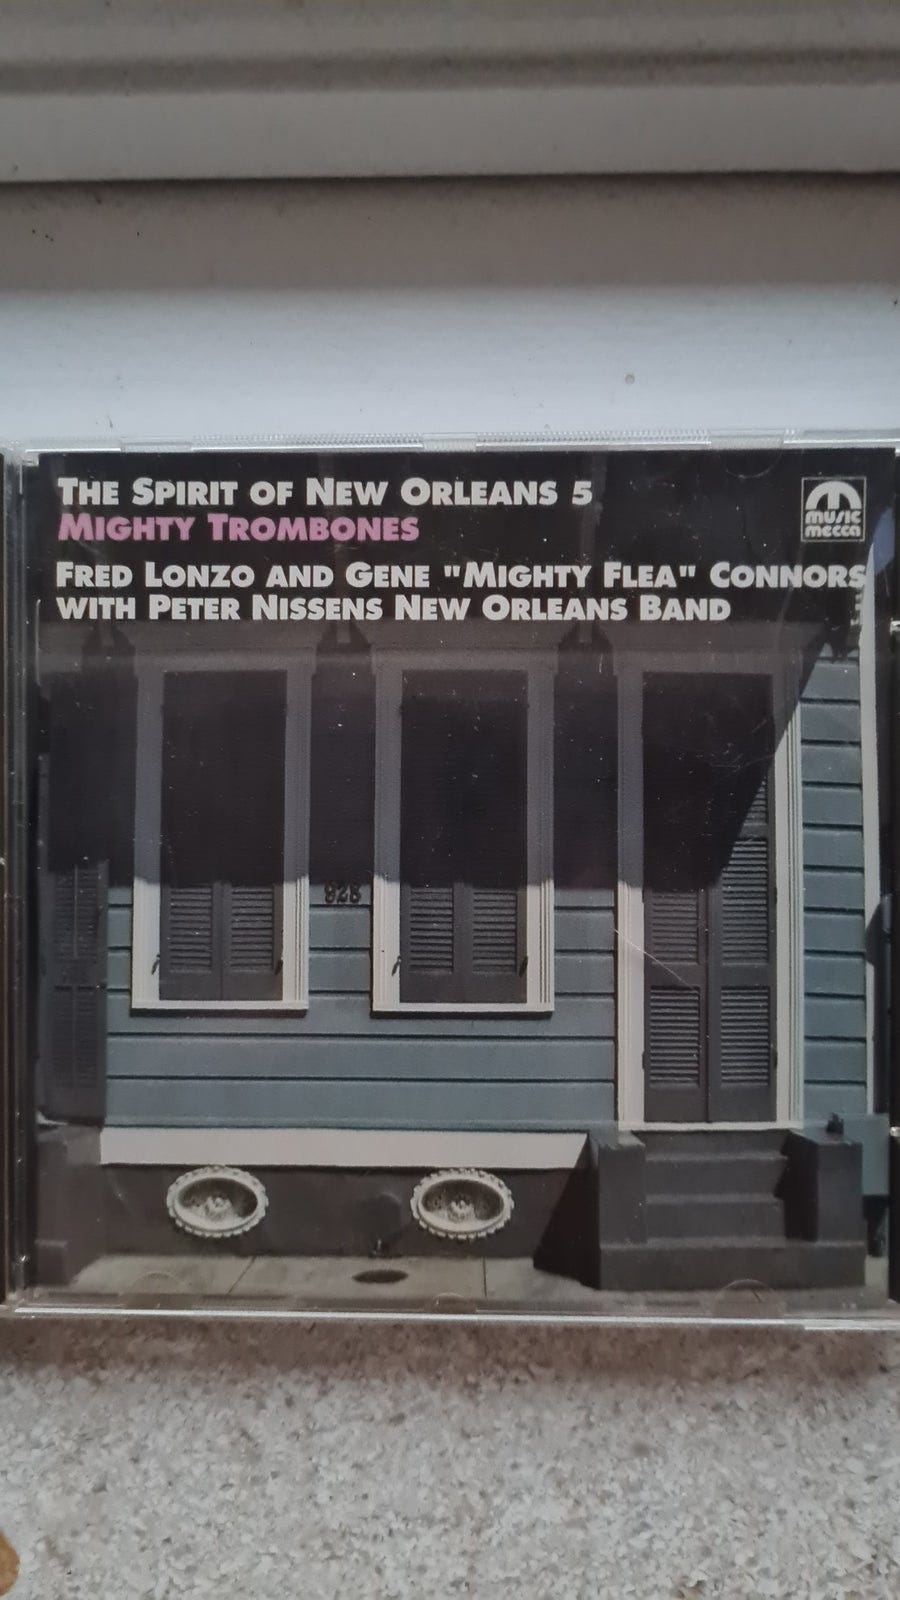 The Spirit of New Orleans 5
Mighty Trombones
Fred Lonzo and Gene "Mighty Flea" Connors
with Peter Nissens New Orleans Band
music
mecca
928